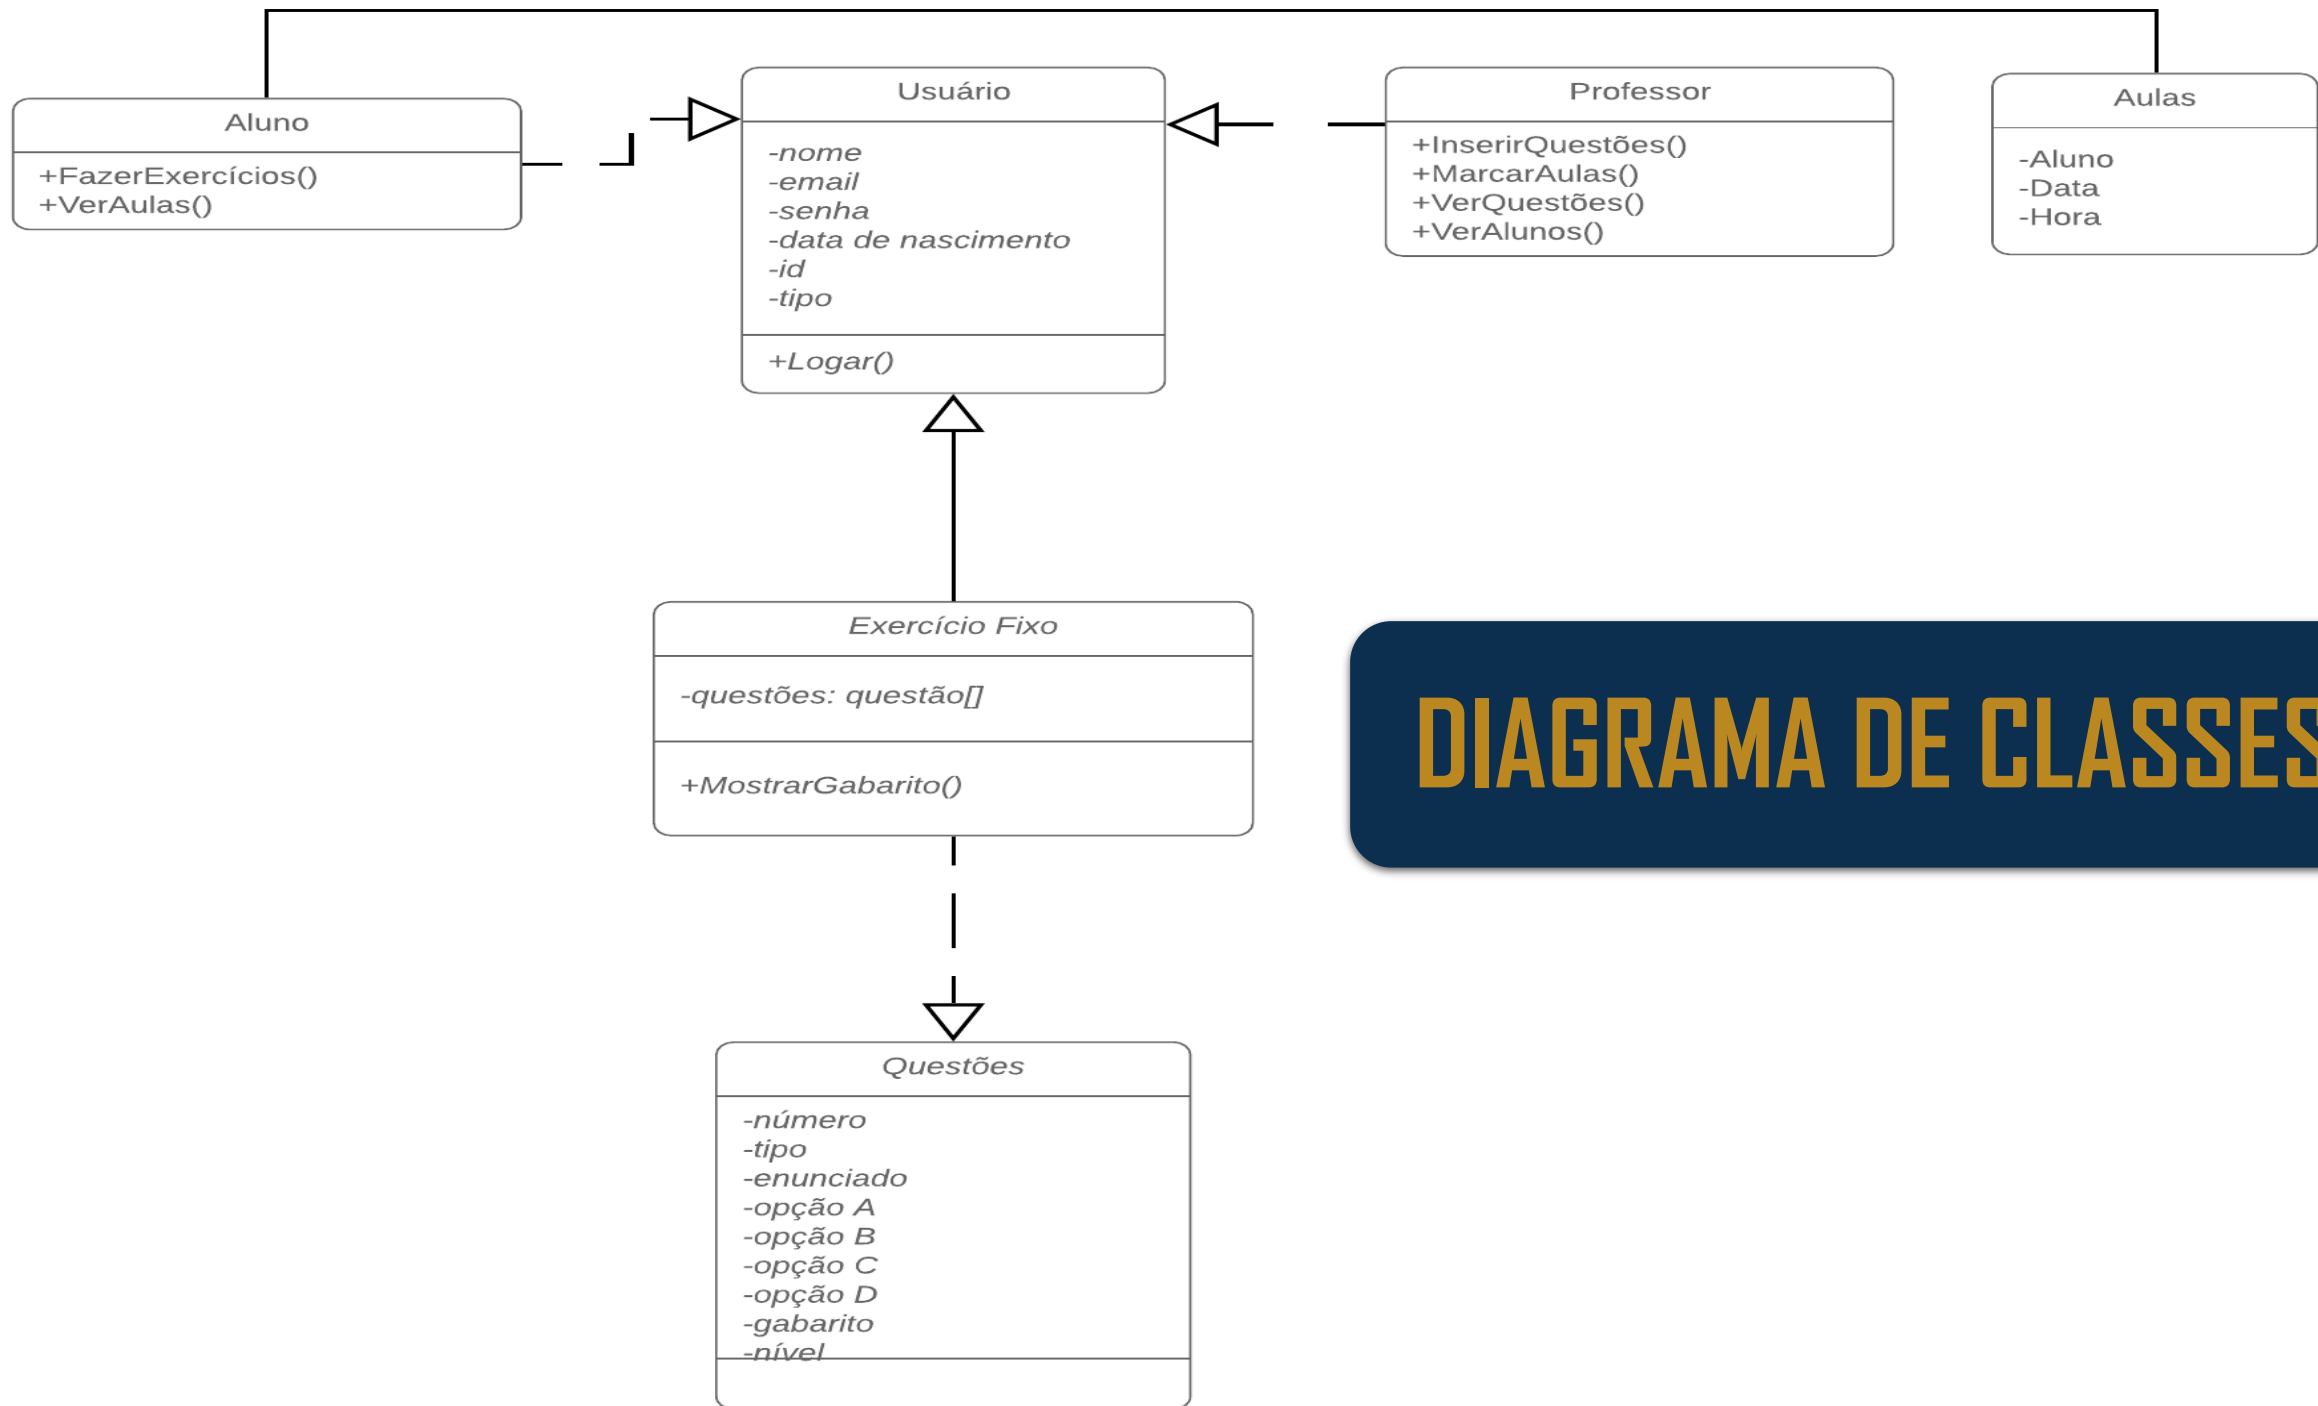 Aluno
+FazerExercícios()
+VerAulas()
Usuário
-nome
-email
-senha
-data de nascimento
-id
-tipo
+Logar()
Professor
+InserirQuestões()
+MarcarAulas()
+VerQuestões()
+VerAlunos()
Aulas
-Aluno
-Data
-Hora
Exercício Fixo
-questões: questão[]
+MostrarGabarito()
DIAGRAMA DE CLASSES
Questões
-número
-tipo
-enunciado
-opção A
-opção B
-opção C
-opção D
-gabarito
-nível